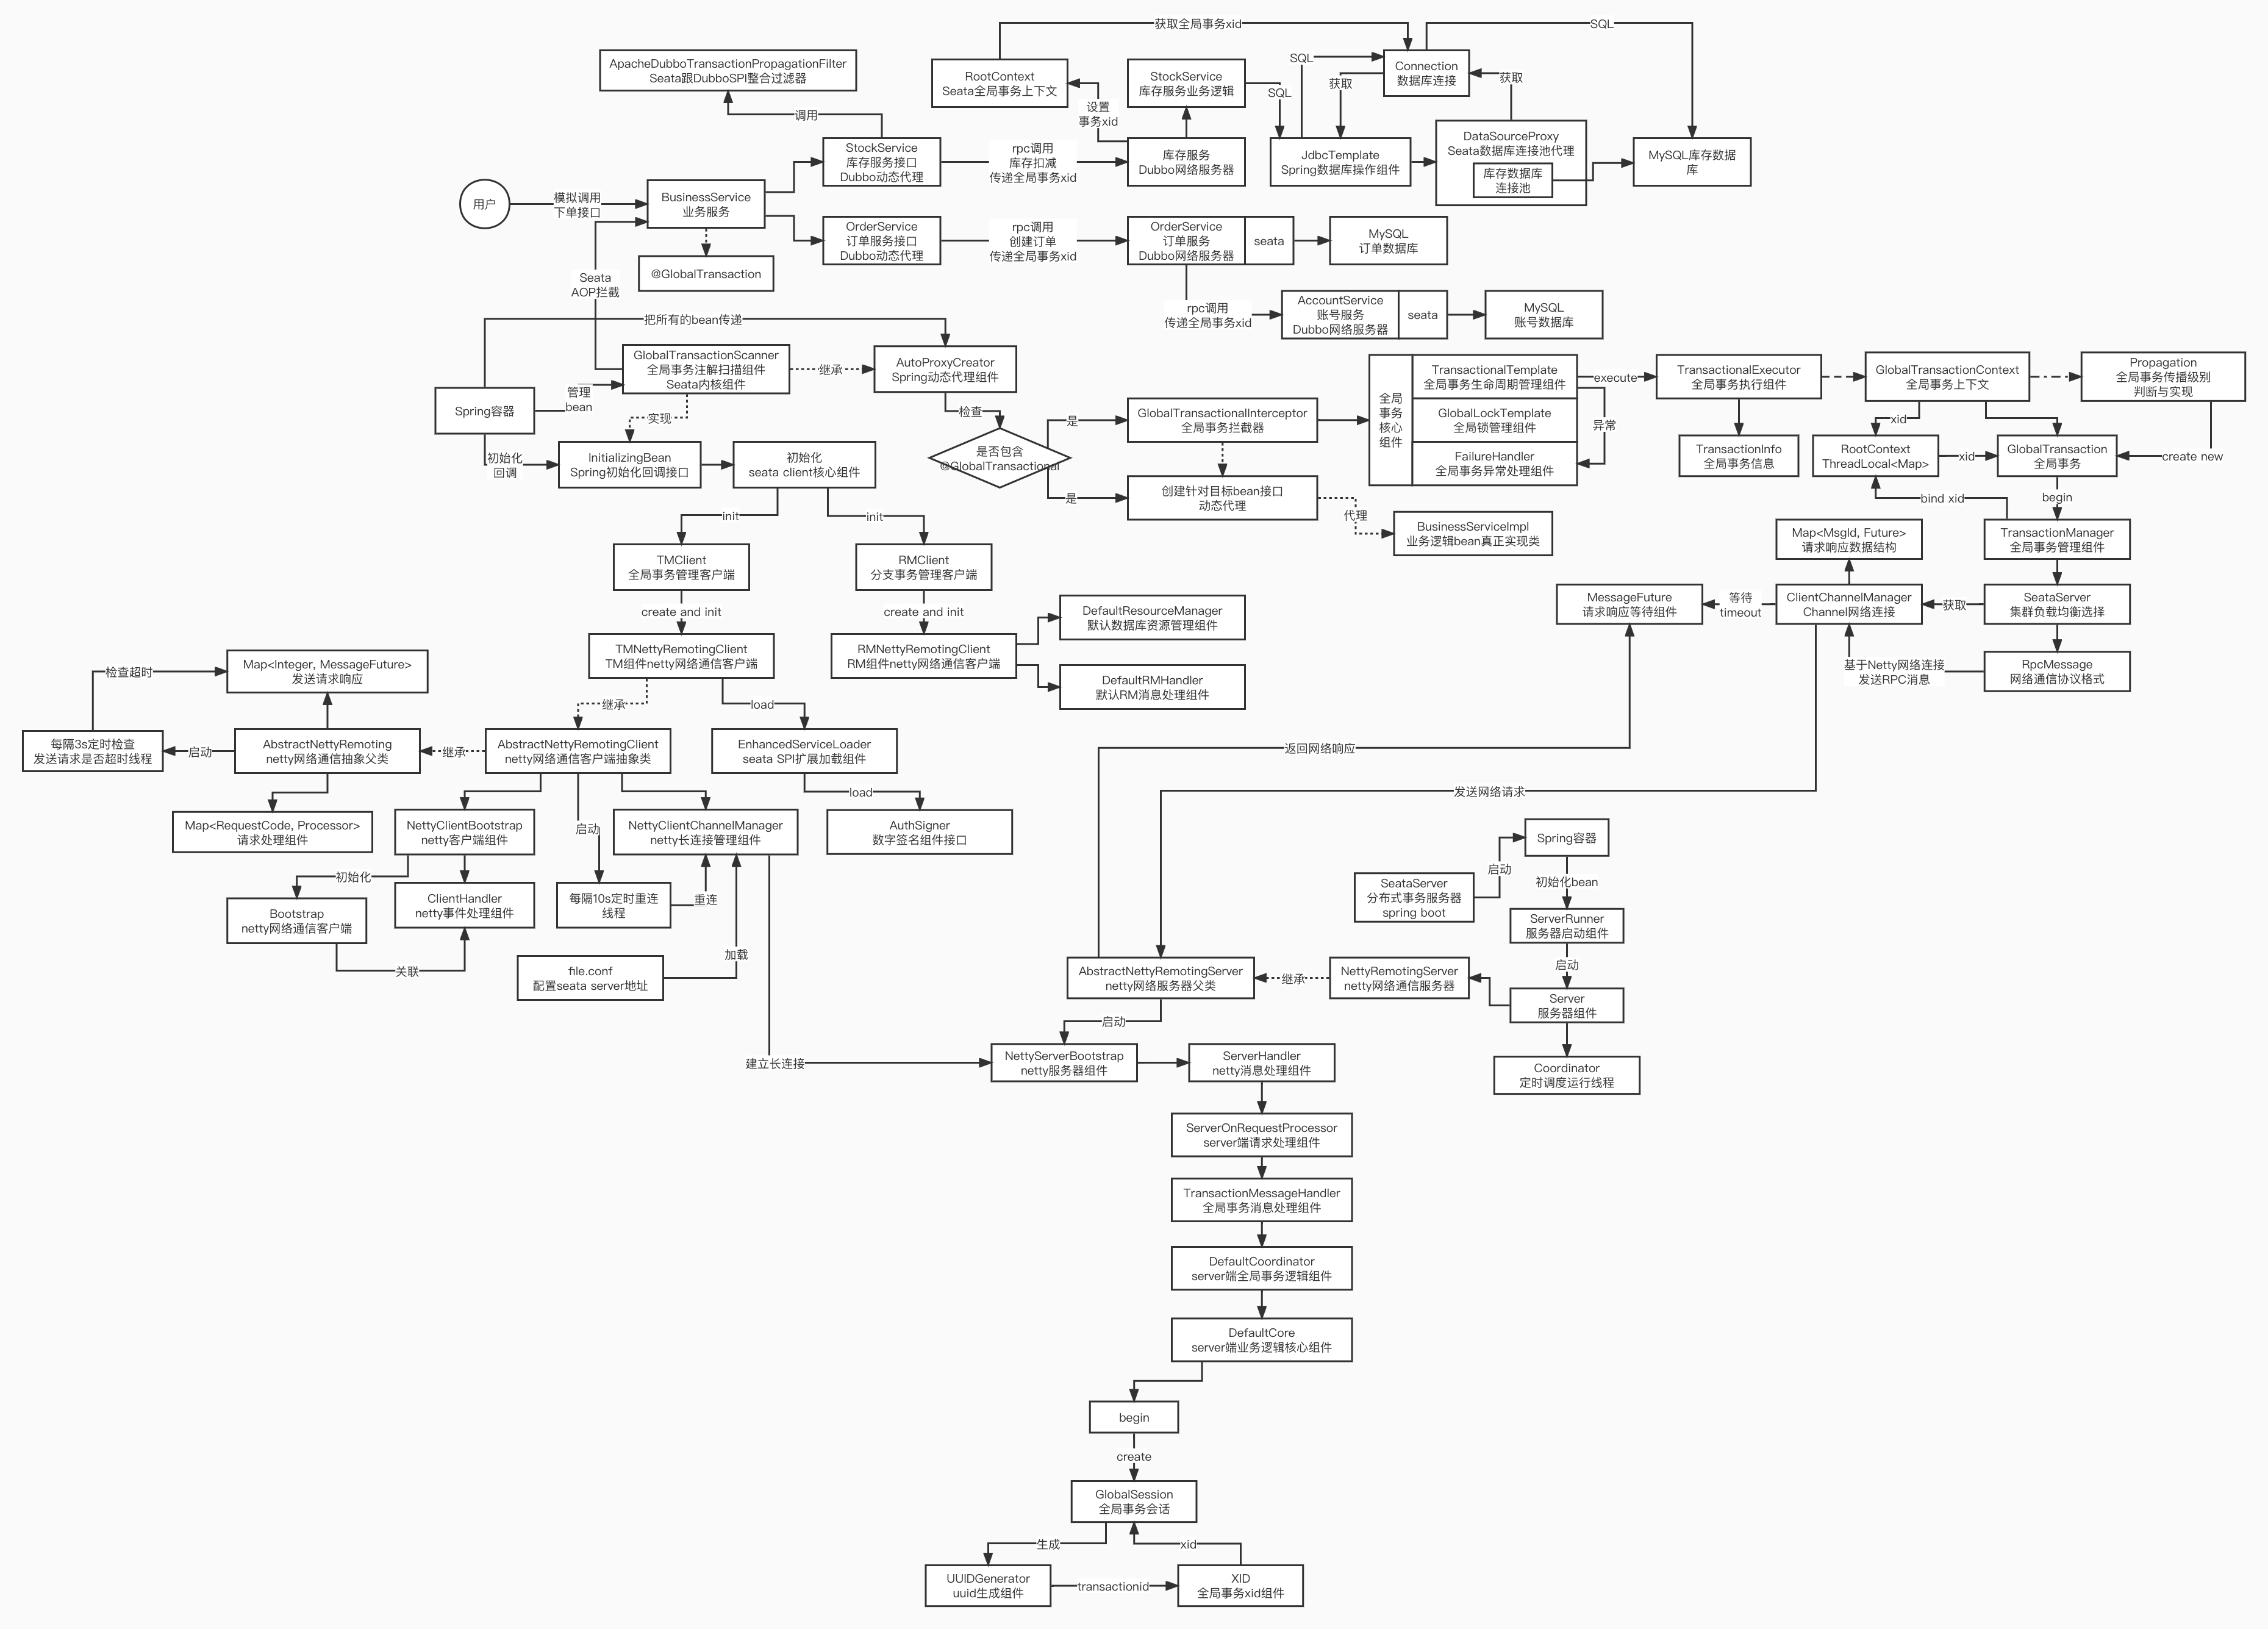 获取全局事务xid
SQL
ApacheDubboTransactionPropagationFilter
Seata跟DubboSPI整合过滤器
RootContext
Seata全局事务上下文
StockService
库存服务业务逻辑
SQL
SQL
获取
Connection
数据库连接
获取
设置
事务xid
调用
StockService
库存服务接口
Dubbo动态代理
rpc调用
库存扣减
传递全局事务xid
库存服务
Dubbo网络服务器
JdbcTemplate
Spring数据库操作组件
DataSourceProxy
Seata数据库连接池代理
库存数据库
连接池
MySQL库存数据
库
用户
模拟调用
下单接口
BusinessService
业务服务
OrderService
订单服务接口
Dubbo动态代理
rpc调用
创建订单
传递全局事务xid
OrderService
订单服务
Dubbo网络服务器
seata
MySQL
订单数据库
@GlobalTransaction
Seata
AOP拦截
rpc调用
传递全局事务xid
AccountService
账号服务
Dubbo网络服务器
seata
MySQL
账号数据库
把所有的bean传递
GlobalTransactionScanner
全局事务注解扫描组件
Seata内核组件
继承
AutoProxyCreator
Spring动态代理组件
Spring容器
管理
bean
实现
检查
初始化
回调
InitializingBean
Spring初始化回调接口
初始化
seata client核心组件
是否包含
@GlobalTransactional
是
是
GlobalTransactionalInterceptor
全局事务拦截器
创建针对目标bean接口
动态代理
代理
BusinessServiceImpl
业务逻辑bean真正实现类
全局
事务
核心
组件
TransactionalTemplate
全局事务生命周期管理组件
GlobalLockTemplate
全局锁管理组件
FailureHandler
全局事务异常处理组件
execute
异常
TransactionalExecutor
全局事务执行组件
TransactionInfo
全局事务信息
GlobalTransactionContext
全局事务上下文
Propagation
全局事务传播级别
判断与实现
xid
RootContext
ThreadLocal<Map>
xid
GlobalTransaction
全局事务
create new
bind xid
begin
Map<MsgId, Future>
请求响应数据结构
TransactionManager
全局事务管理组件
MessageFuture
请求响应等待组件
等待
timeout
ClientChannelManager
Channel网络连接
获取
SeataServer
集群负载均衡选择
基于Netty网络连接
发送RPC消息
RpcMessage
网络通信协议格式
init
init
TMClient
全局事务管理客户端
RMClient
分支事务管理客户端
create and init
create and init
DefaultResourceManager
默认数据库资源管理组件
TMNettyRemotingClient
TM组件netty网络通信客户端
RMNettyRemotingClient
RM组件netty网络通信客户端
DefaultRMHandler
默认RM消息处理组件
检查超时
Map<Integer, MessageFuture>
发送请求响应
继承
load
每隔3s定时检查
发送请求是否超时线程
启动
AbstractNettyRemoting
netty网络通信抽象父类
继承
AbstractNettyRemotingClient
netty网络通信客户端抽象类
EnhancedServiceLoader
seata SPI扩展加载组件
返回网络响应
load
发送网络请求
Map<RequestCode, Processor>
请求处理组件
NettyClientBootstrap
netty客户端组件
启动
NettyClientChannelManager
netty长连接管理组件
AuthSigner
数字签名组件接口
初始化
Bootstrap
netty网络通信客户端
ClientHandler
netty事件处理组件
每隔10s定时重连
线程
重连
关联
加载
file.conf
配置seata server地址
Spring容器
启动
SeataServer
分布式事务服务器
spring boot
初始化bean
ServerRunner
服务器启动组件
启动
AbstractNettyRemotingServer
netty网络服务器父类
继承
NettyRemotingServer
netty网络通信服务器
Server
服务器组件
启动
建立长连接
NettyServerBootstrap
netty服务器组件
ServerHandler
netty消息处理组件
Coordinator
定时调度运行线程
ServerOnRequestProcessor
server端请求处理组件
TransactionMessageHandler
全局事务消息处理组件
DefaultCoordinator
server端全局事务逻辑组件
DefaultCore
server端业务逻辑核心组件
begin
create
GlobalSession
全局事务会话
生成
xid
UUIDGenerator
uuid生成组件
transactionid
XID
全局事务xid组件